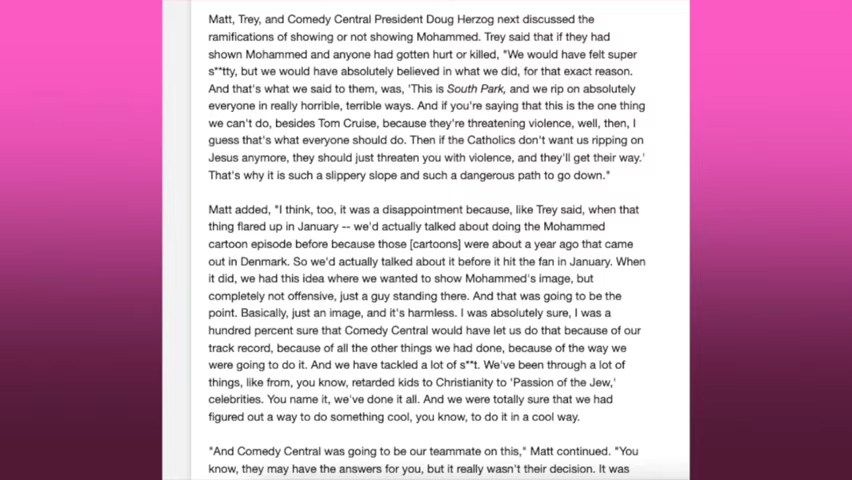 Matt, Trey, and Comedy Central President Doug Herzog next discussed the
ramifications of showing or not showing Mohammed. Trey said that if they had
shown Mohammed and anyone had gotten hurt or killed, "We would have felt super
s**tty, but we would have absolutely believed in what we did, for that exact reason.
And that's what we said to them, was, 'This is South Park, and we rip on absolutely
everyone in really horrible, terrible ways. And if you're saying that this is the one thing
we can't do, besides Tom Cruise, because they're threatening violence, well, then, I
guess that's what everyone should do. Then if the Catholics don't want us ripping on
Jesus anymore, they should just threaten you with violence, and they'll get their way.'
That's why it is such a slippery slope and such a dangerous path to go down."
Matt added, "I think, too, it was a disappointment because, like Trey said, when that
thing flared up in January -- we'd actually talked about doing the Mohammed
cartoon episode before because those [cartoons] were about a year ago that came
out in Denmark. So we'd actually talked about it before it hit the fan in January. When
it did, we had this idea where we wanted to show Mohammed's image, but
completely not offensive, just a guy standing there. And that was going to be the
point. Basically, just an image, and it's harmless. I was absolutely sure, I was a
hundred percent sure that Comedy Central would have let us do that because of our
track record, because of all the other things we had done, because of the way we
were going to do it. And we have tackled a lot of s**t. We've been through a lot of
things, like from, you know, retarded kids to Christianity to 'Passion of the Jew,'
celebrities. You name it, we've done it all. And we were totally sure that we had
figured out a way to do something cool, you know, to do it in a cool way.
"And Comedy Central was going to be our teammate on this," Matt continued. "You
know, they may have the answers for you, but it really wasn't their decision. It was